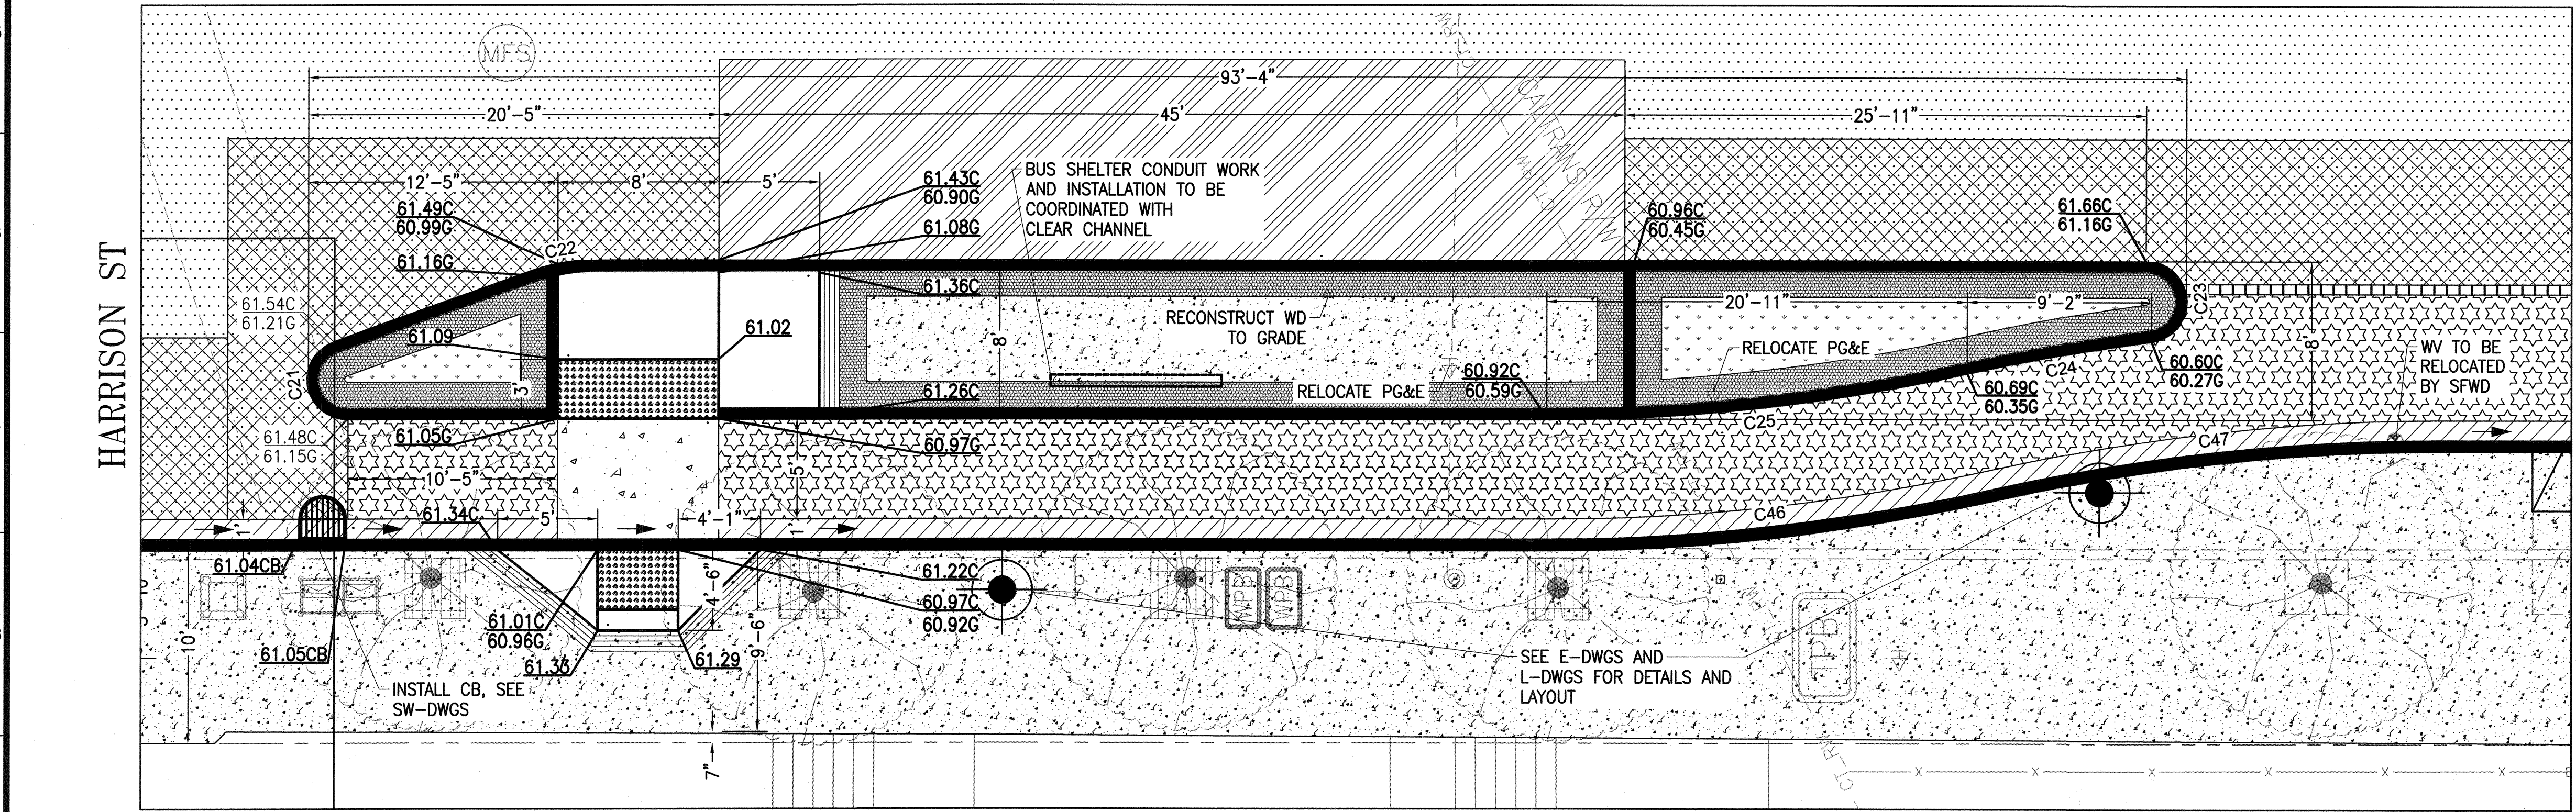 HARRISON ST
MFS
93'-4"
20'-5"
45'
25'-11"
CALTRANS R/W
12'-5"
8'
5'
61.49C
60.99G
C22
61.16G
61.43C
60.90G
61.08G
BUS SHELTER CONDUIT WORK
AND INSTALLATION TO BE
COORDINATED WITH
CLEAR CHANNEL
60.96C
60.45G
61.66C
61.16G
61.54C
61.21G
61.36C
61.09
61.02
8'
RECONSTRUCT WD
TO GRADE
20'-11"
9'-2"
C23
8'
RELOCATE PG&E
C21
3'
61.26C
RELOCATE PG&E
60.92C
60.59G
60.69C
60.35G
C24
60.60C
60.27G
WV TO BE
RELOCATED
BY SFWD
61.48C
61.15G
61.05G
60.97G
C25
C47
10'-5"
5'
61.34C
5'
4'-1"
1'
1'
C46
61.04CB
61.22C
60.97C
60.92G
4'-6"
9'-6"
MPB
MPB
10'
61.01C
60.96G
61.33
61.29
61.05CB
INSTALL CB, SEE
SW-DWGS
SEE E-DWGS AND
L-DWGS FOR DETAILS AND
LAYOUT
TPB
7"
CT-R/W